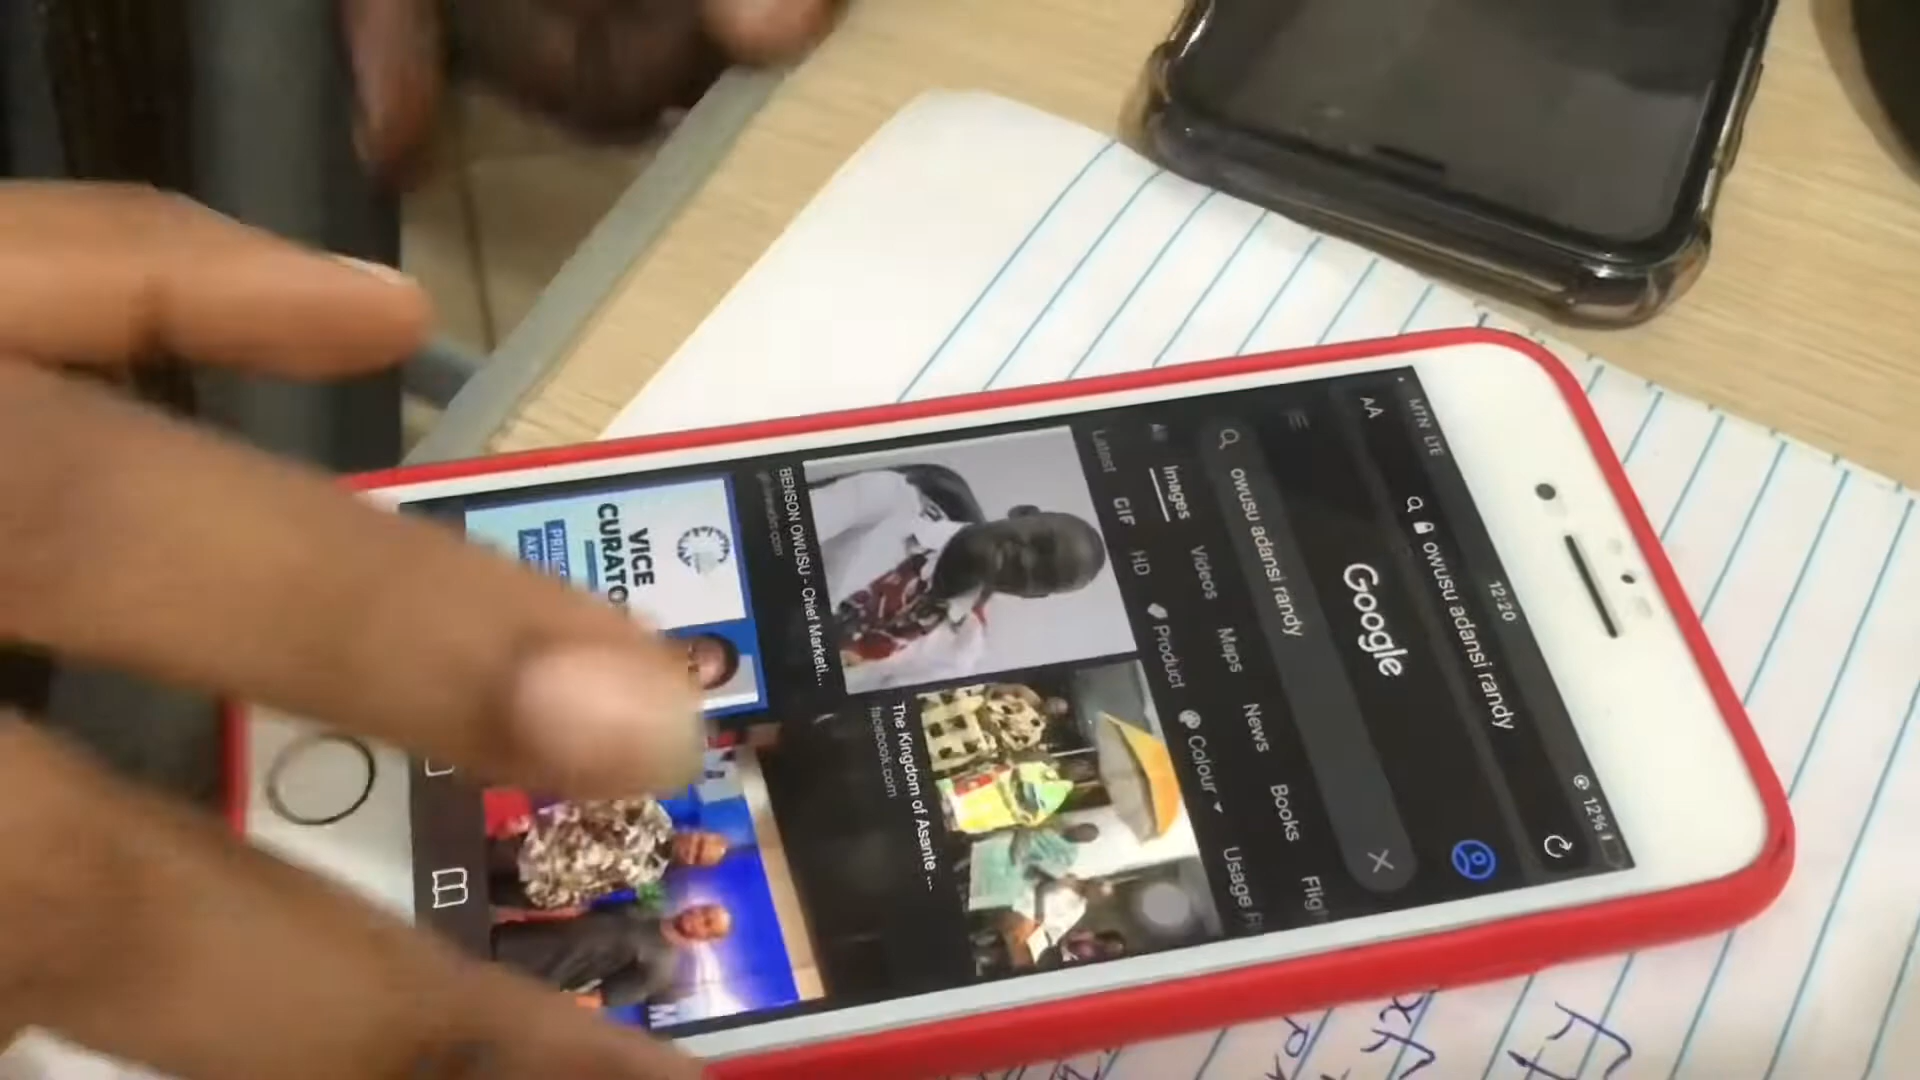 MTN LTE
12:20
12%
AA
owusu adansi randy
Google
owusu adansi randy
All
Images
Videos
Maps
News
Books
Latest
GIF
HD
Product
Colour
Usage
BENSON OWUSU - Chief Marketi...
The Kingdom of Asante ...
facebook.com
VICE